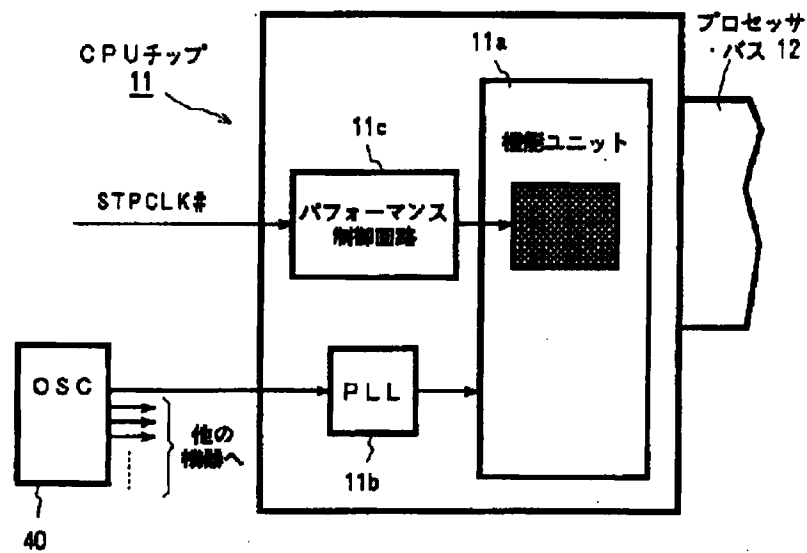 CPUチップ
11
プロセッサ
・バス 12
11a
機能ユニット
11c
パフォーマンス
制御回路
STPCLK#
OSC
PLL
11b
他の
機器へ
40